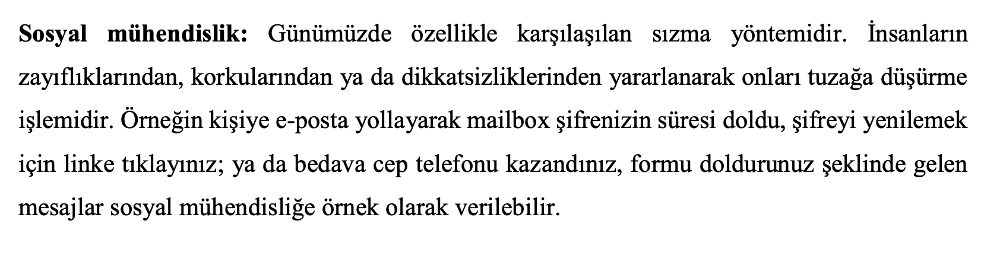 Sosyal mühendislik: Günümüzde özellikle karşılaşılan sızma yöntemidir. İnsanların
zayıflıklarından, korkularından ya da dikkatsizliklerinden yararlanarak onları tuzağa düşürme
işlemidir. Örneğin kişiye e-posta yollayarak mailbox şifrenizin süresi doldu, şifreyi yenilemek
için linke tıklayınız; ya da bedava cep telefonu kazandınız, formu doldurunuz şeklinde gelen
mesajlar sosyal mühendisliğe örnek olarak verilebilir.